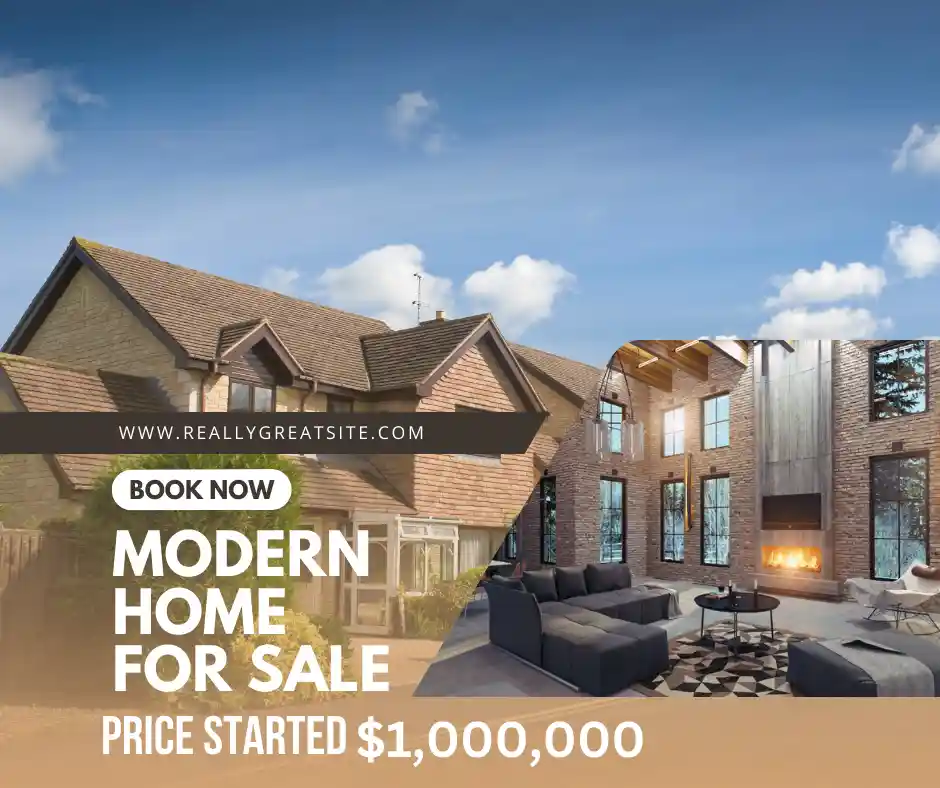 WWW.REALLYGREATSITE.COM
BOOK NOW
MODERN
HOME
FOR SALE
PRICE STARTED $1,000,000